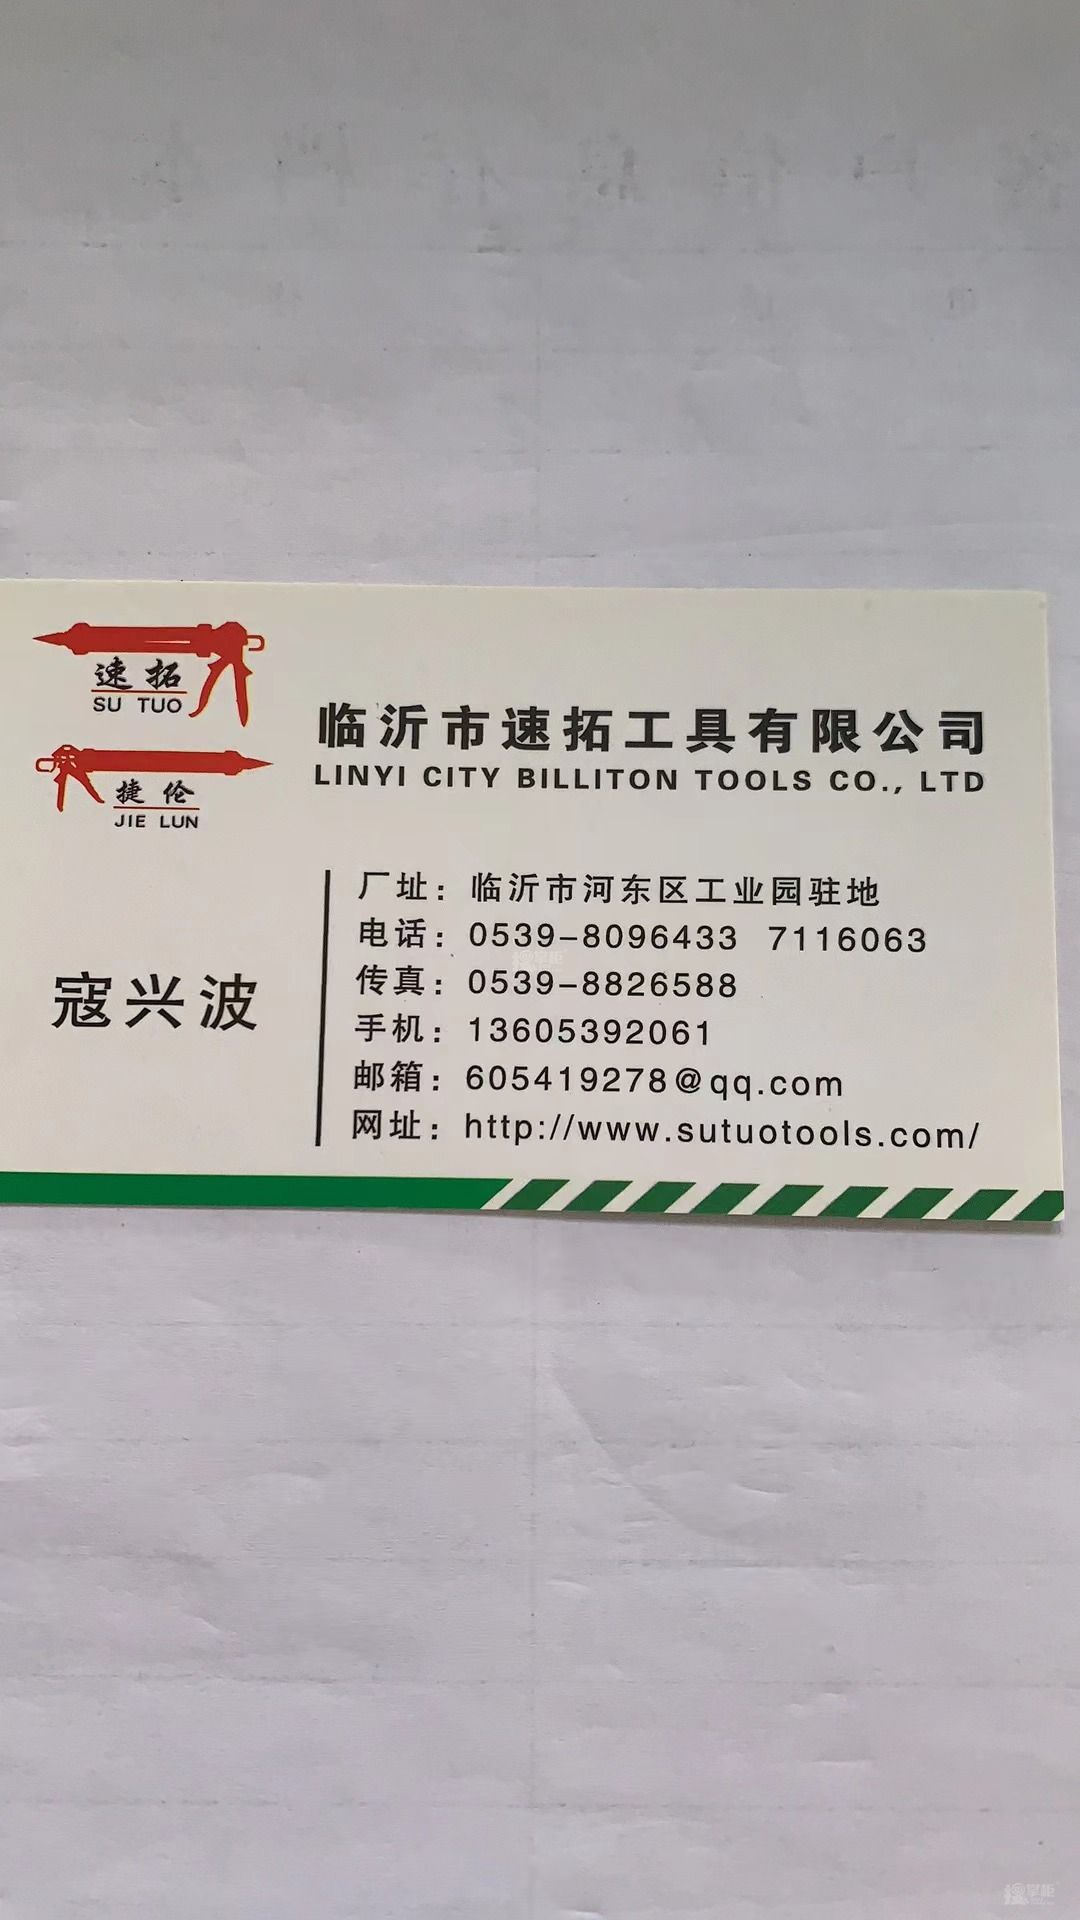 速拓
SU TUO
捷伦
JIE LUN
临沂市速拓工具有限公司
LINYI CITY BILLITON TOOLS CO., LTD
寇兴波
厂址：临沂市河东区工业园驻地
电话：0539-8096433 7116063
传真：0539-8826588
手机：13605392061
邮箱：605419278@qq.com
网址：http://www.sutuotools.com/